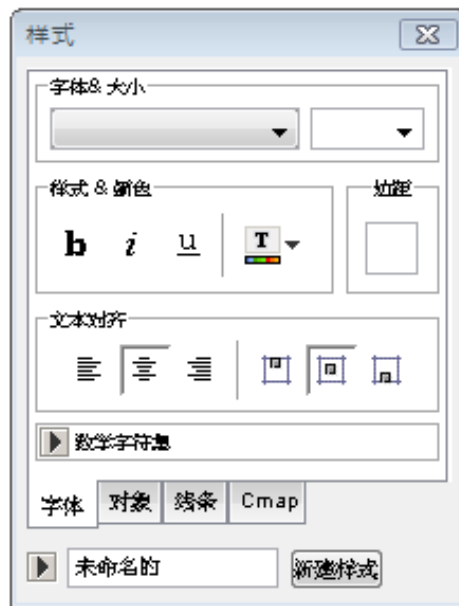 样式
字体& 大小
样式 & 颜色
边距
b i u T
文本对齐
数学字符集
字体 对象 线条 Cmap
未命名的 新建样式